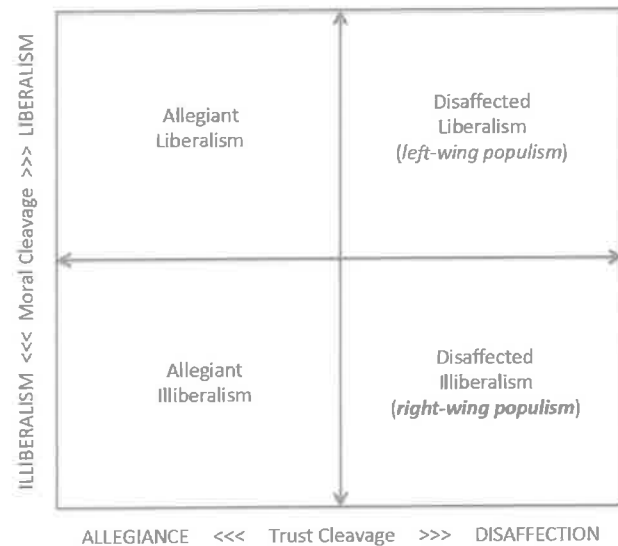 ILLIBERALISM <<< Moral Cleavage >>> LIBERALISM
Allegiant
Liberalism
Disaffected
Liberalism
(left-wing populism)
Allegiant
Illiberalism
Disaffected
Illiberalism
(right-wing populism)
ALLEGIANCE <<< Trust Cleavage >>> DISAFFECTION